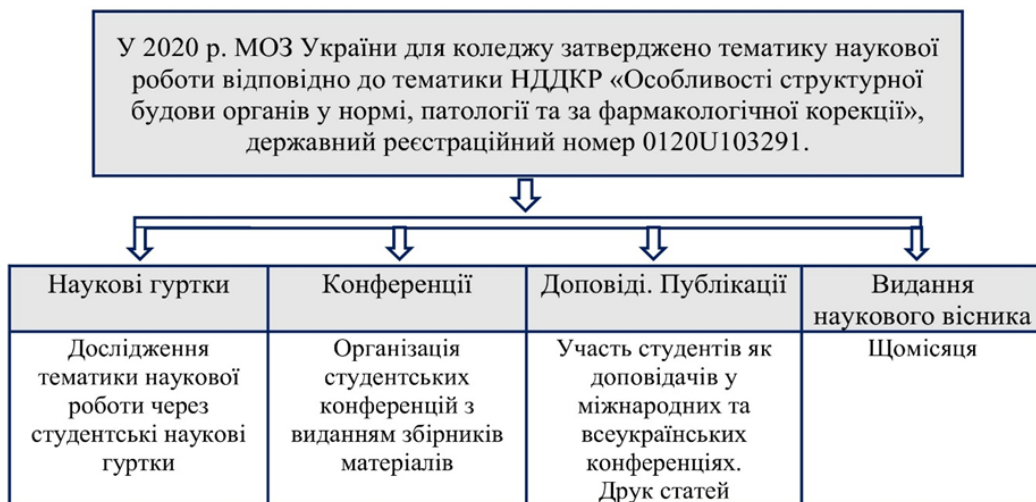 У 2020 р. МОЗ України для коледжу затверджено тематику наукової
роботи відповідно до тематики НДДКР «Особливості структурної
будови органів у нормі, патології та за фармакологічної корекції»,
державний реєстраційний номер 0120U103291.
Наукові гуртки
Дослідження
тематики наукової
роботи через
студентські наукові
гуртки
Конференції
Організація
студентських
конференцій з
виданням збірників
матеріалів
Доповіді. Публікації
Участь студентів як
доповідачів у
міжнародних та
всеукраїнських
конференціях.
Друк статей
Видання
наукового вісника
Щомісяця